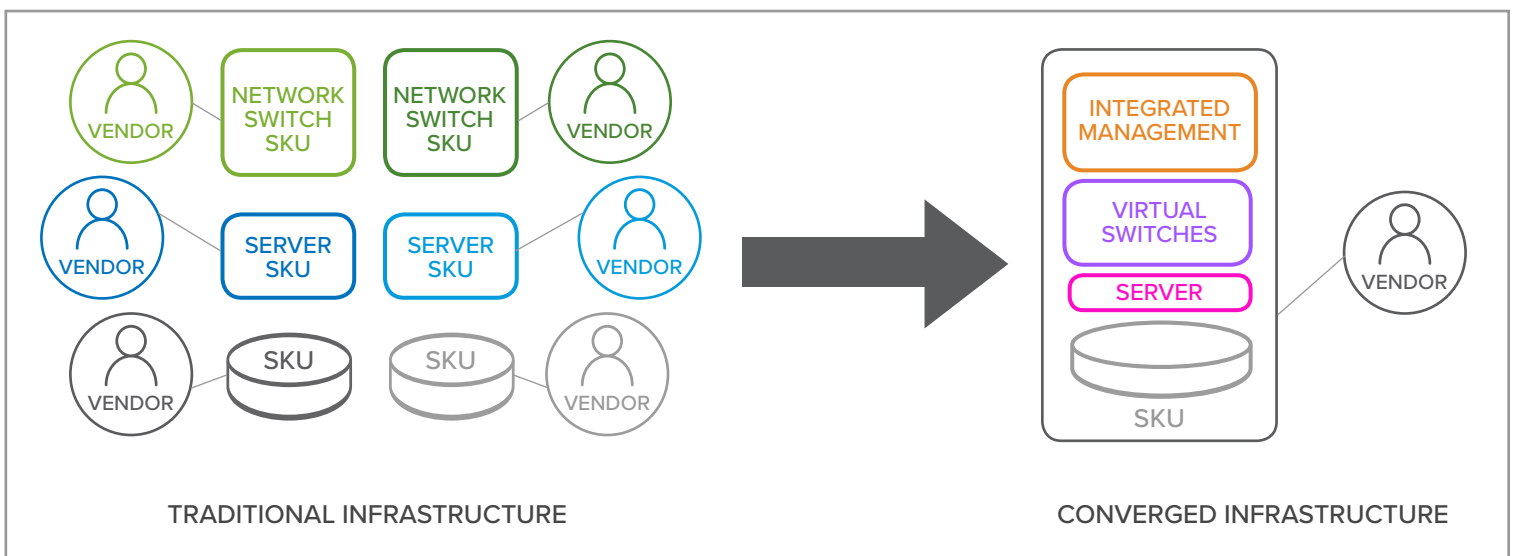 VENDOR
NETWORK
SWITCH
SKU
NETWORK
SWITCH
SKU
VENDOR
VENDOR
SERVER
SKU
SERVER
SKU
VENDOR
VENDOR
SKU
SKU
VENDOR
TRADITIONAL INFRASTRUCTURE
INTEGRATED
MANAGEMENT
VIRTUAL
SWITCHES
SERVER
SKU
VENDOR
CONVERGED INFRASTRUCTURE